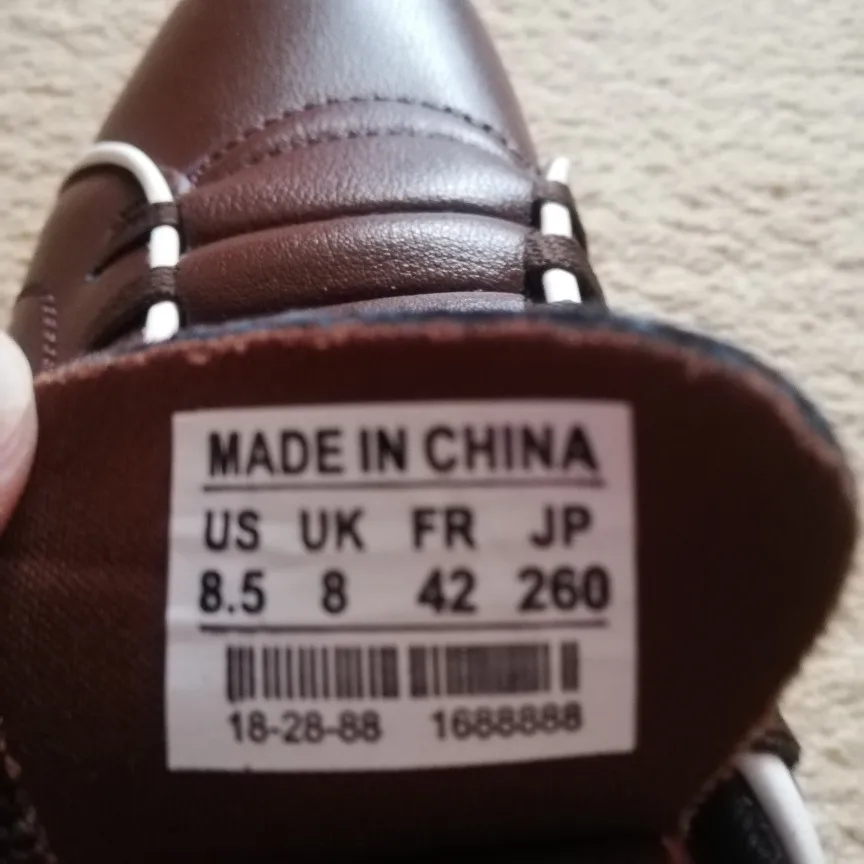 MADE IN CHINA
US UK FR JP
8.5 8 42 260
18-28-88 1688888